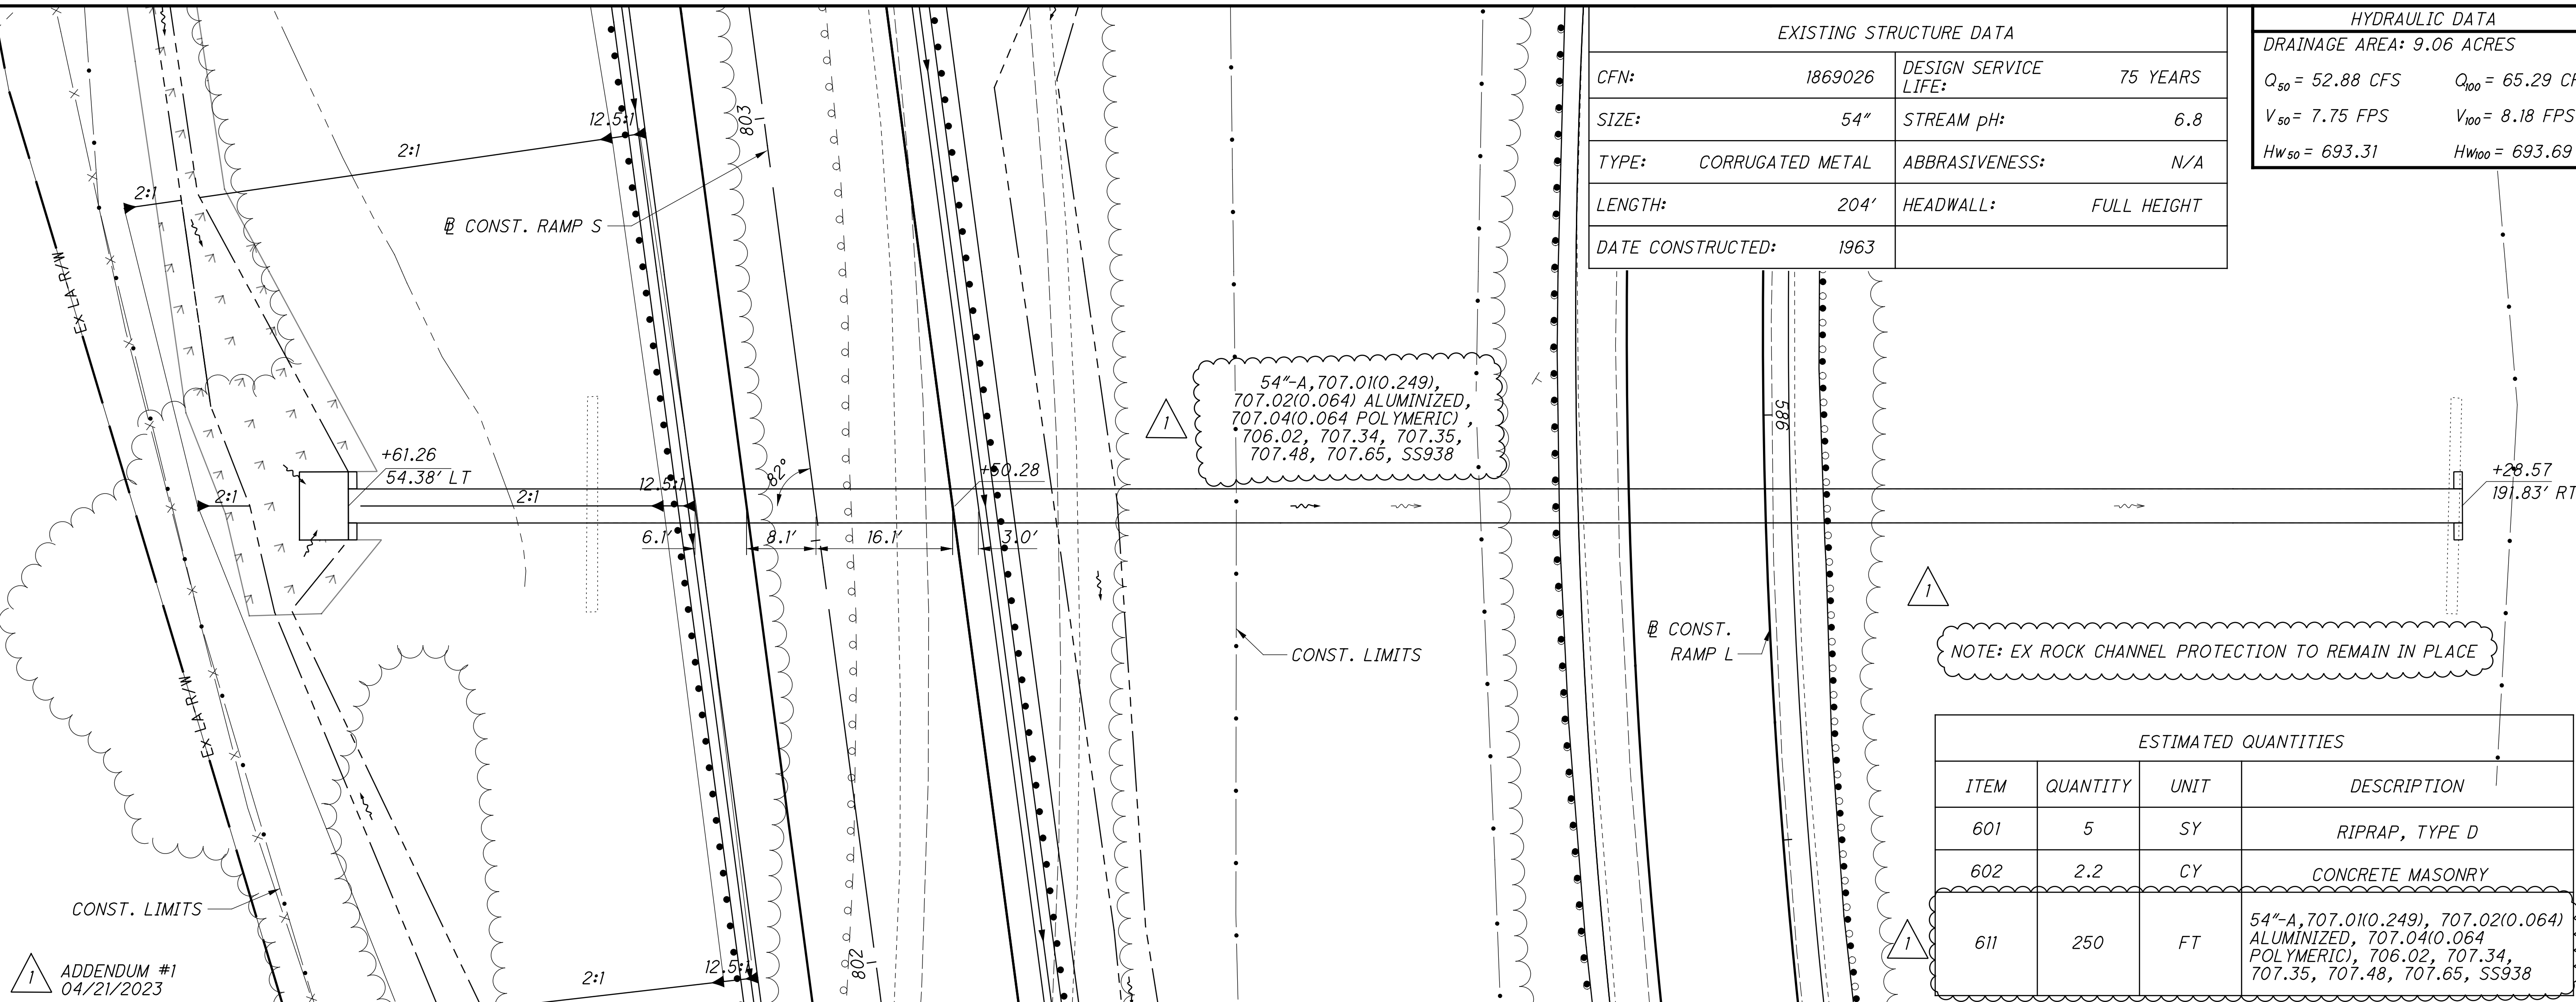 EXISTING STRUCTURE DATA
CFN: 1869026 DESIGN SERVICE LIFE: 75 YEARS
SIZE: 54" STREAM pH: 6.8
TYPE: CORRUGATED METAL ABBRASIVENESS: N/A
LENGTH: 204' HEADWALL: FULL HEIGHT
DATE CONSTRUCTED: 1963
HYDRAULIC DATA
DRAINAGE AREA: 9.06 ACRES
Q50 = 52.88 CFS Q100 = 65.29
V50 = 7.75 FPS V100 = 8.18 FPS
HW50 = 693.31 HW100 = 693.69
803
12.5:1
2:1
2:1
℄ CONST. RAMP S
EX LA R/W
54"-A,707.01(0.249),
707.02(0.064) ALUMINIZED,
707.04(0.064 POLYMERIC) ,
706.02, 707.34, 707.35,
707.48, 707.65, SS938
1
586
+61.26
54.38' LT
2:1
2:1
12.5:1
82°
+50.28
+28.57
191.83' RT
6.1'
8.1'
16.1'
3.0'
1
℄ CONST.
RAMP L
CONST. LIMITS
NOTE: EX ROCK CHANNEL PROTECTION TO REMAIN IN PLACE
EX LA R/W
ESTIMATED QUANTITIES
ITEM QUANTITY UNIT DESCRIPTION
601 5 SY RIPRAP, TYPE D
602 2.2 CY CONCRETE MASONRY
611 250 FT 54"-A,707.01(0.249), 707.02(0.064)
ALUMINIZED, 707.04(0.064
POLYMERIC), 706.02, 707.34,
707.35, 707.48, 707.65, SS938
1
CONST. LIMITS
802
12.5:1
2:1
1 ADDENDUM #1
04/21/2023